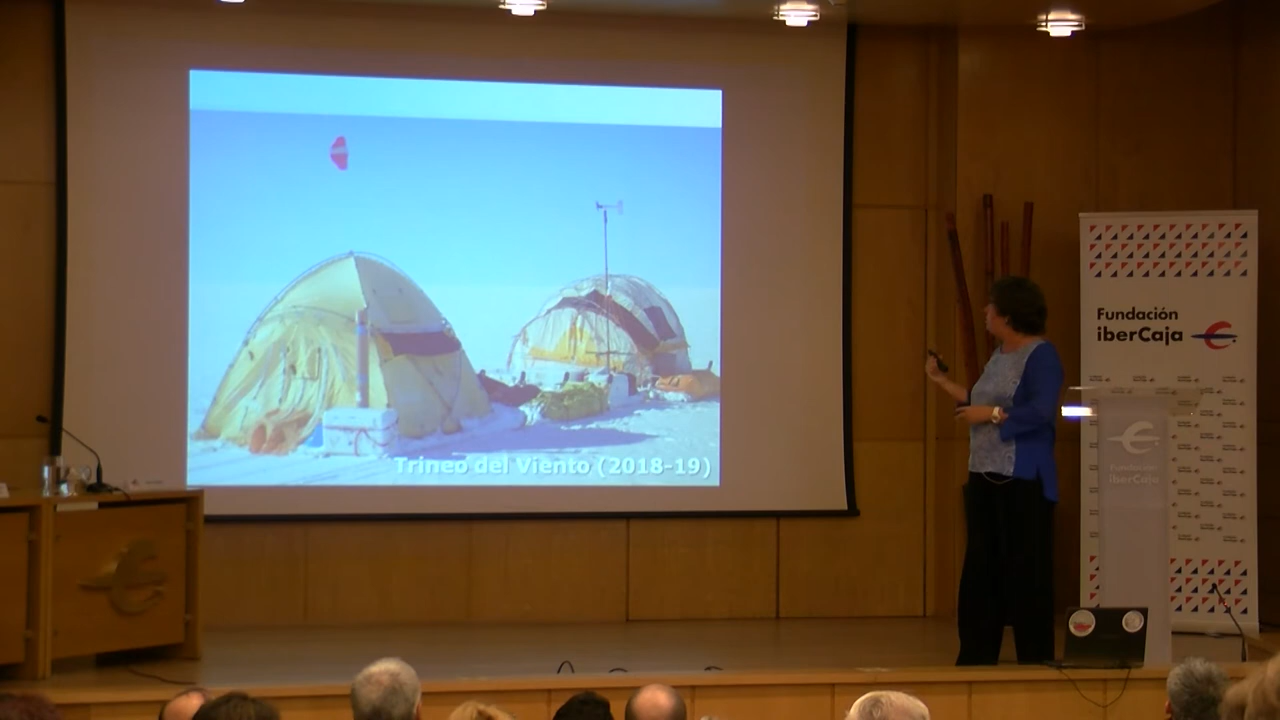 Trineo del Viento (2018-19)
Fundación
iberCaja
Fundación
iberCaja